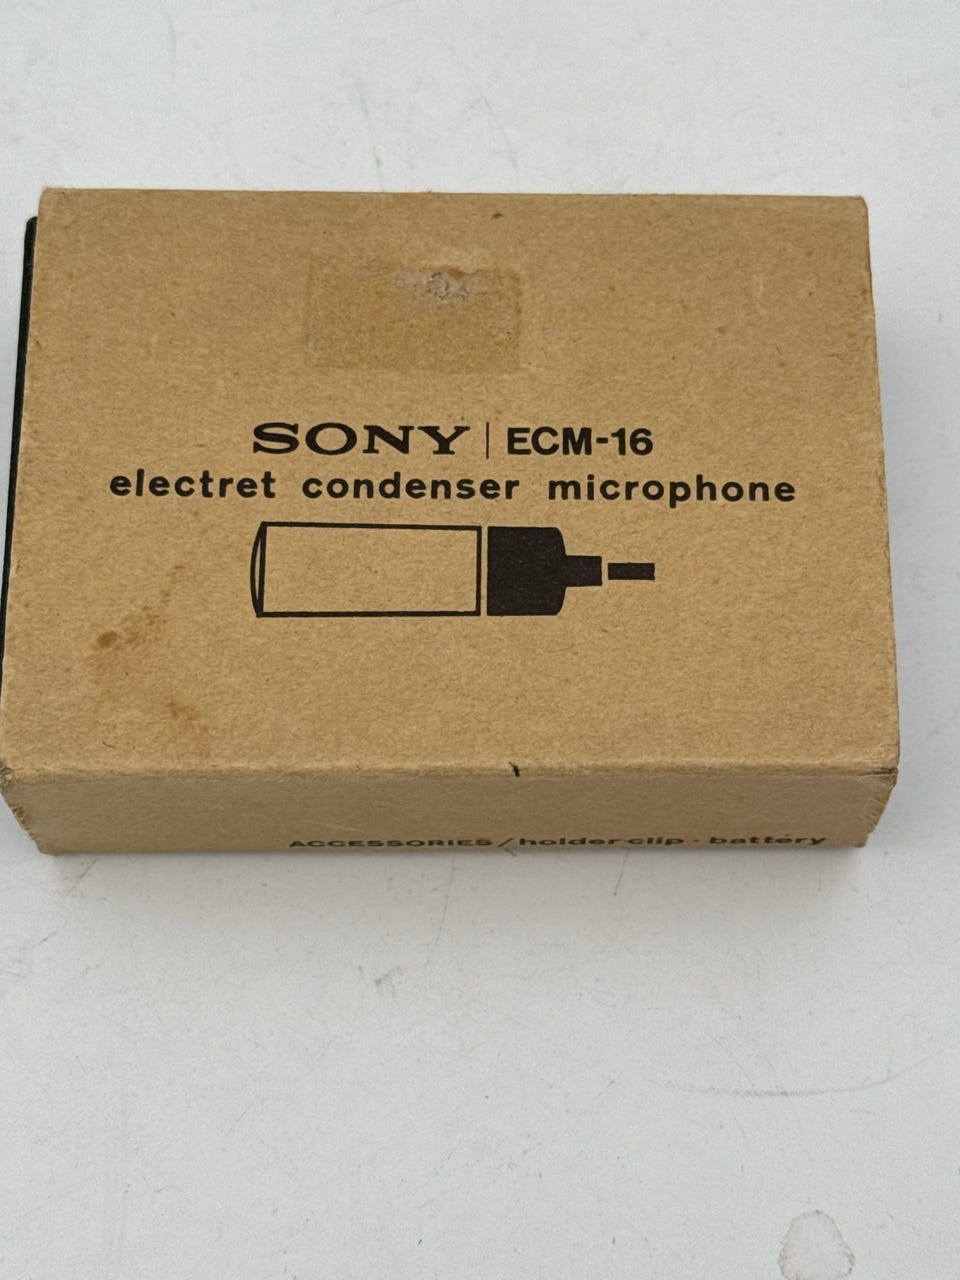 SONY | ECM-16
electret condenser microphone
ACCESSORIES / holder clip · battery